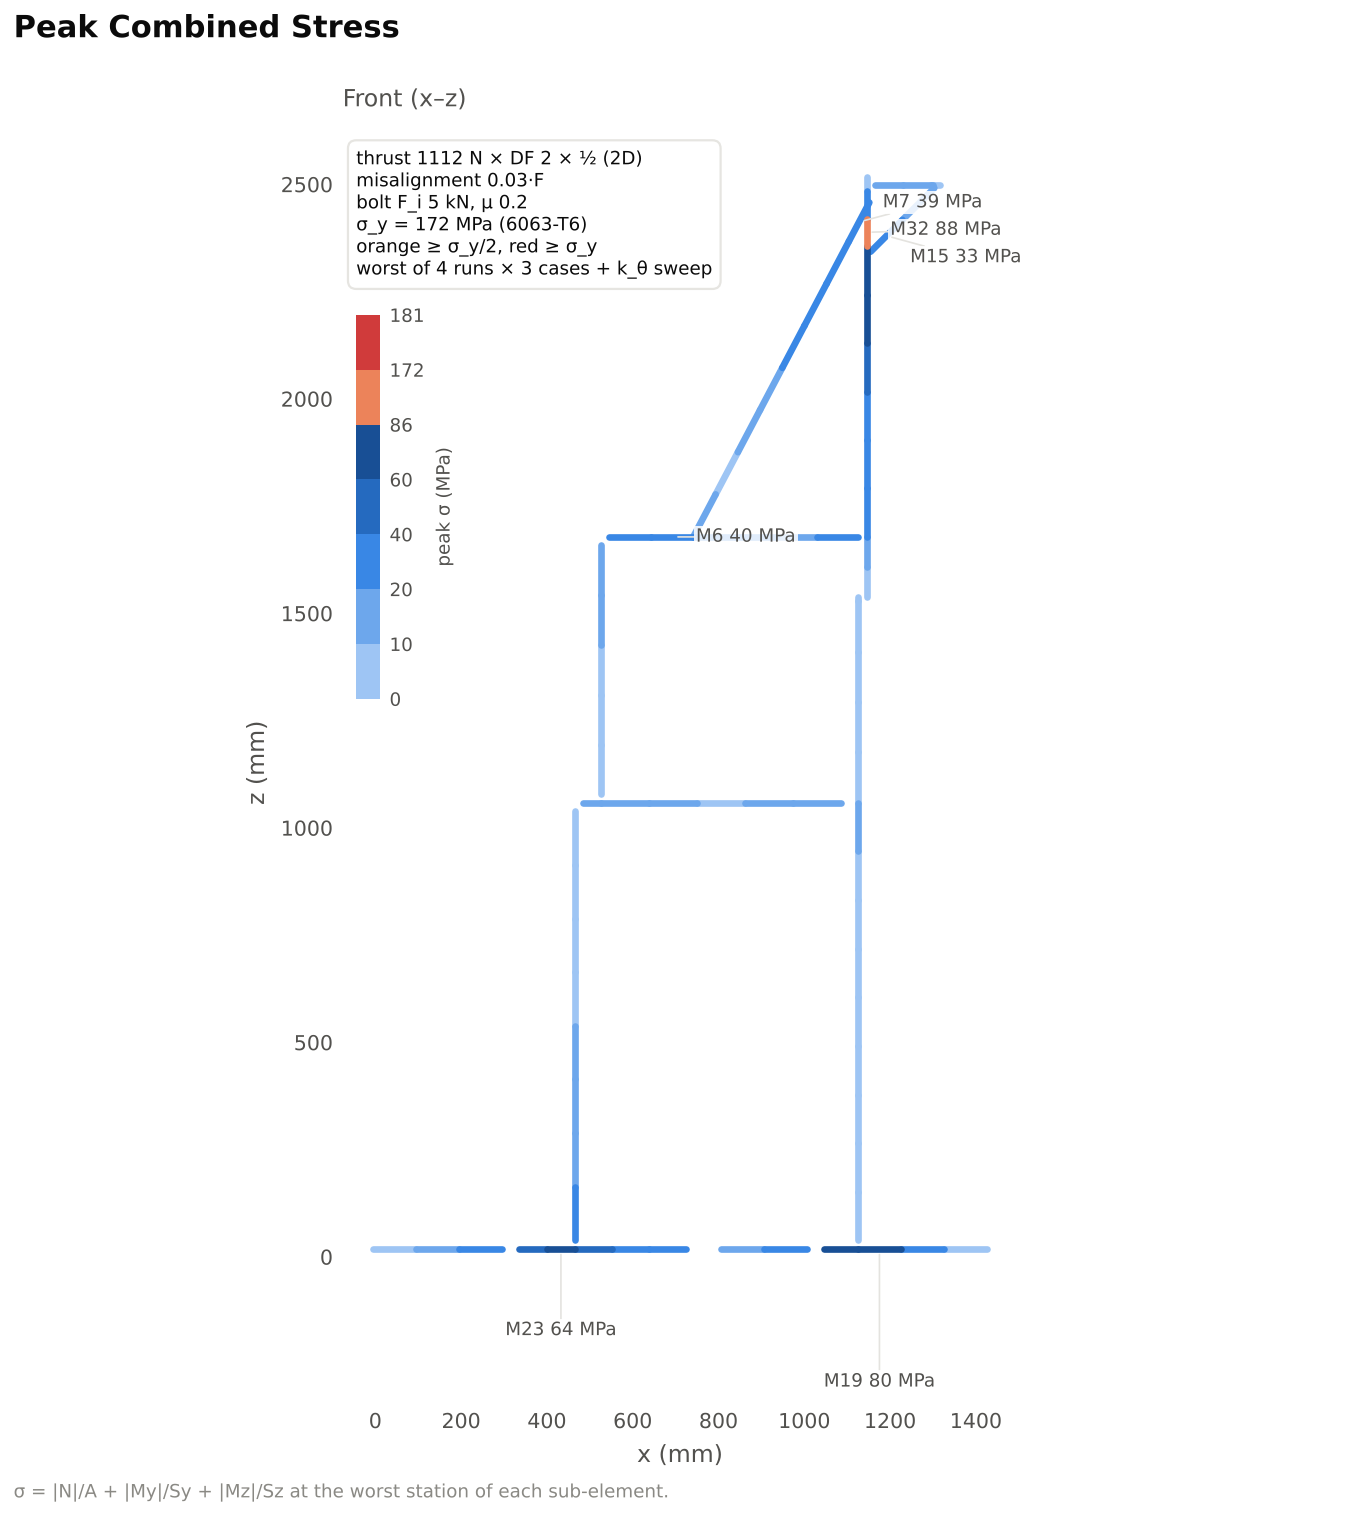 Peak Combined Stress
Front (x–z)
thrust 1112 N × DF 2 × ½ (2D)
misalignment 0.03·F
bolt F_i 5 kN, μ 0.2
σ_y = 172 MPa (6063-T6)
orange ≥ σ_y/2, red ≥ σ_y
worst of 4 runs × 3 cases + k_θ sweep
181
172
86
60
40
20
10
0
peak σ (MPa)
2500
2000
1500
1000
500
0
z (mm)
M7 39 MPa
M32 88 MPa
M15 33 MPa
M6 40 MPa
M23 64 MPa
M19 80 MPa
0 200 400 600 800 1000 1200 1400
x (mm)
σ = |N|/A + |My|/Sy + |Mz|/Sz at the worst station of each sub-element.